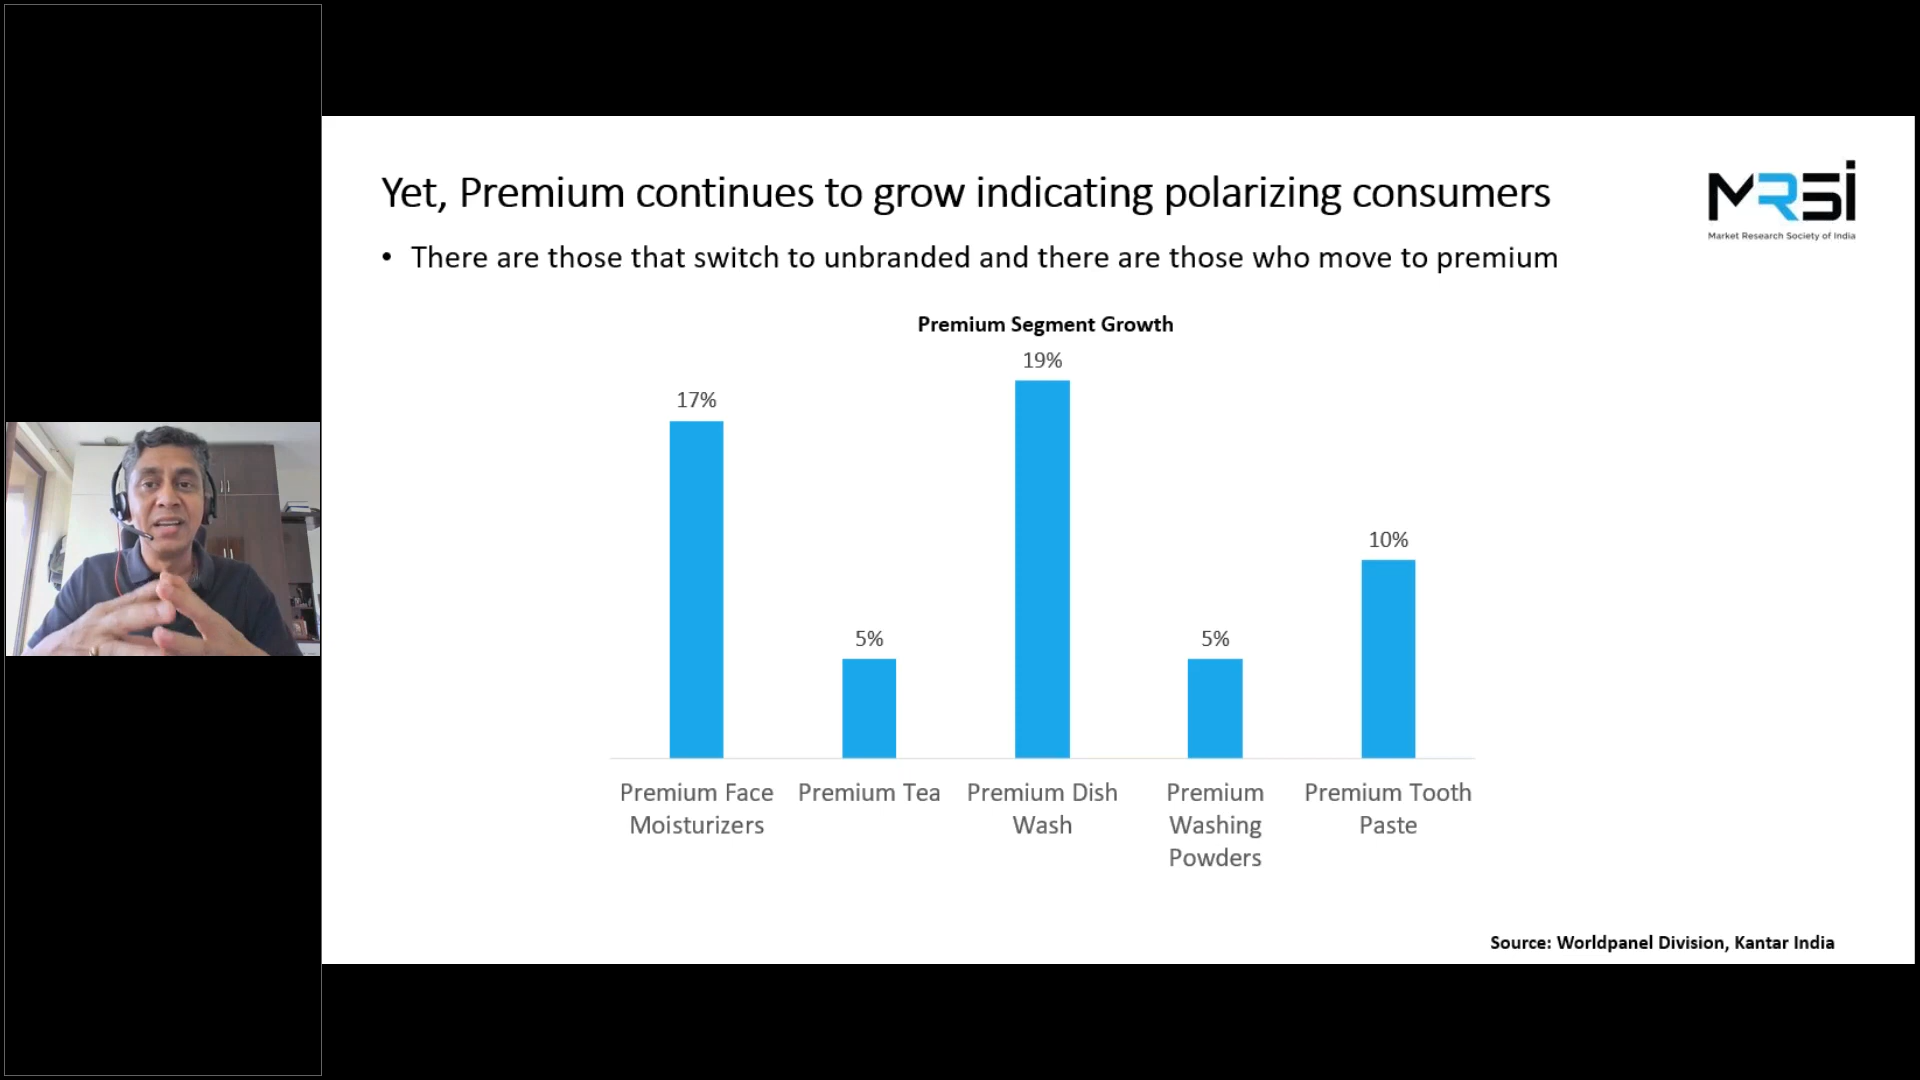 Yet, Premium continues to grow indicating polarizing consumers
MRSI
Market Research Society of India
• There are those that switch to unbranded and there are those who move to premium
Premium Segment Growth
17%
5%
19%
5%
10%
Premium Face
Moisturizers
Premium Tea
Premium Dish
Wash
Premium
Washing
Powders
Premium Tooth
Paste
Source: Worldpanel Division, Kantar India